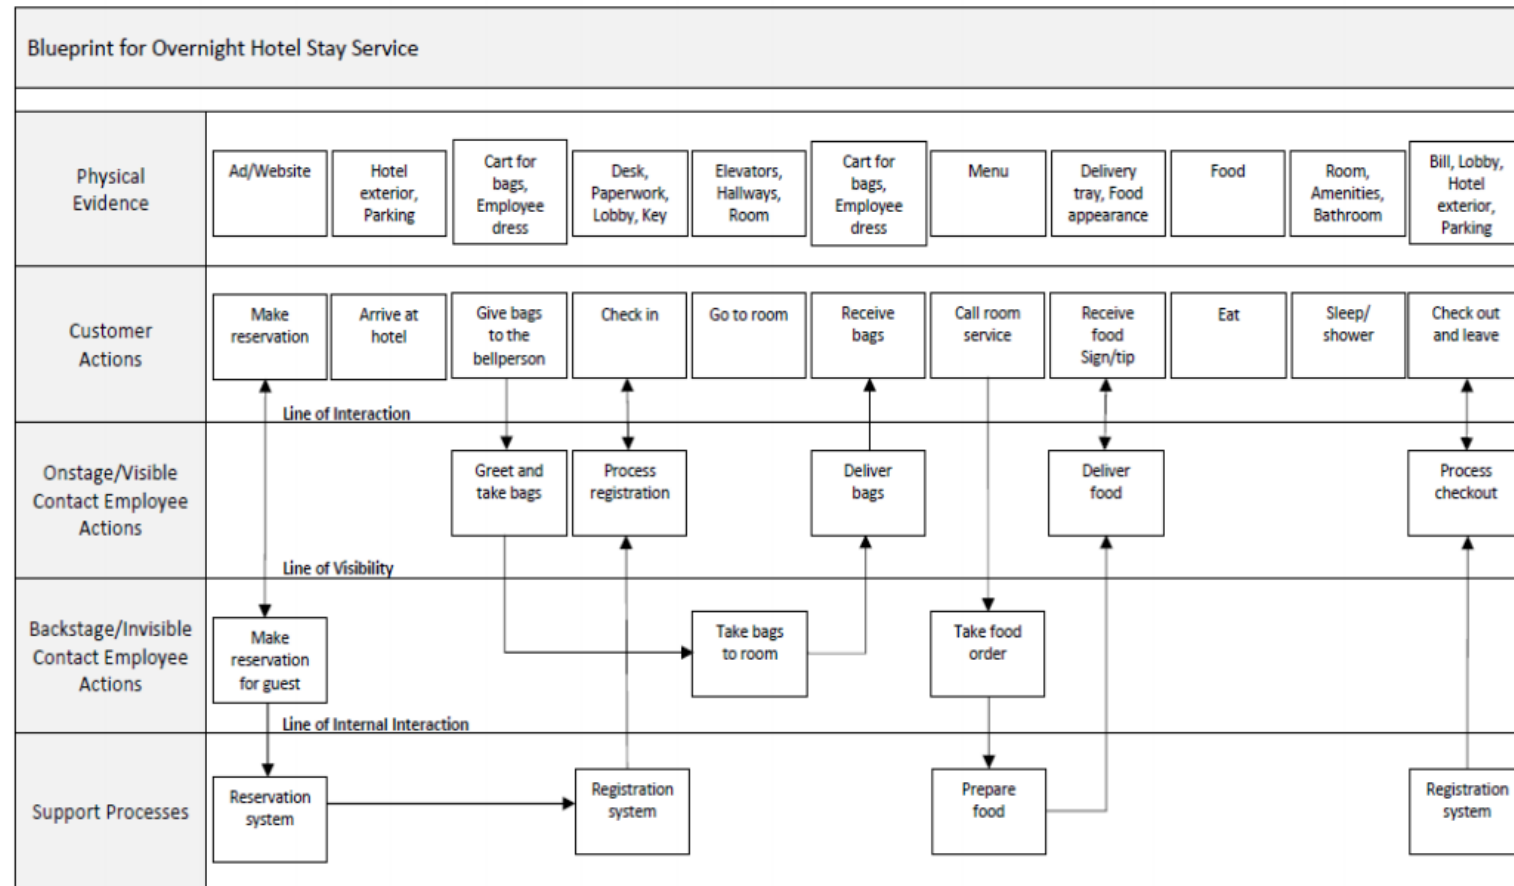 Blueprint for Overnight Hotel Stay Service
Physical
Evidence
Ad/Website
Hotel
exterior,
Parking
Cart for
bags,
Employee
dress
Desk,
Paperwork,
Lobby, Key
Elevators,
Hallways,
Room
Cart for
bags,
Employee
dress
Menu
Delivery
tray, Food
appearance
Food
Room,
Amenities,
Bathroom
Bill, Lobby,
Hotel
exterior,
Parking
Customer
Actions
Make
reservation
Arrive at
hotel
Give bags
to the
bellperson
Check in
Go to room
Receive
bags
Call room
service
Receive
food
Sign/tip
Eat
Sleep/
shower
Check out
and leave
Line of Interaction
Onstage/Visible
Contact Employee
Actions
Greet and
take bags
Process
registration
Deliver
bags
Deliver
food
Process
checkout
Line of Visibility
Backstage/Invisible
Contact Employee
Actions
Make
reservation
for guest
Take bags
to room
Take food
order
Line of Internal Interaction
Support Processes
Reservation
system
Registration
system
Prepare
food
Registration
system